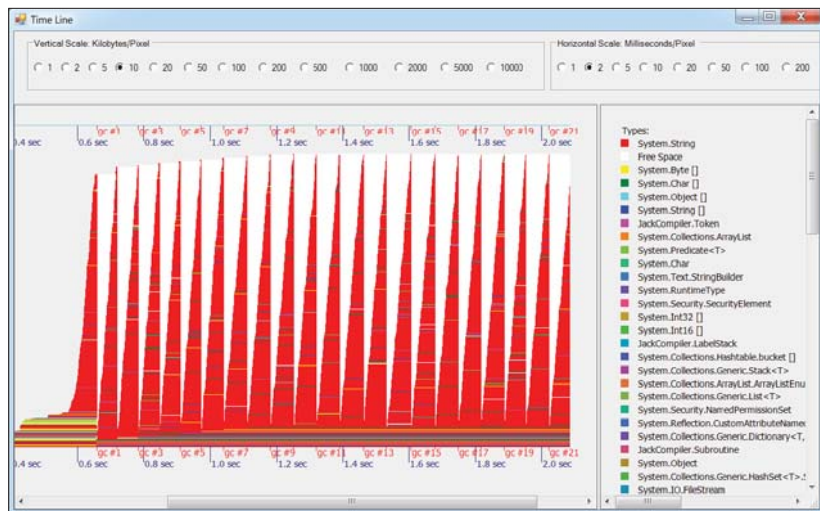 Time Line
Vertical Scale: Kilobytes/Pixel
1 2 5 10 20 50 100 200 500 1000 2000 5000 10000
Horizontal Scale: Milliseconds/Pixel
1 2 5 10 20 50 100 200
gc #1 gc #3 gc #5 gc #7 gc #9 gc #11 gc #13 gc #15 gc #17 gc #19 gc #21
0.4 sec 0.6 sec 0.8 sec 1.0 sec 1.2 sec 1.4 sec 1.6 sec 1.8 sec 2.0 sec
gc #1 gc #3 gc #5 gc #7 gc #9 gc #11 gc #13 gc #15 gc #17 gc #19 gc #21
0.4 sec 0.6 sec 0.8 sec 1.0 sec 1.2 sec 1.4 sec 1.6 sec 1.8 sec 2.0 sec
Types:
System.String
Free Space
System.Byte []
System.Char []
System.Object []
System.String []
JackCompiler.Token
System.Collections.ArrayList
System.Predicate<T>
System.Char
System.Text.StringBuilder
System.RuntimeType
System.Security.SecurityElement
System.Int32 []
System.Int16 []
JackCompiler.LabelStack
System.Collections.Hashtable.bucket []
System.Collections.Generic.Stack<T>
System.Collections.ArrayList.ArrayListEnu
System.Collections.Generic.List<T>
System.Security.NamedPermissionSet
System.Reflection.CustomAttributeName
System.Collections.Generic.Dictionary<T,
JackCompiler.Subroutine
System.Object
System.Collections.Generic.HashSet<T>.
System.IO.FileStream